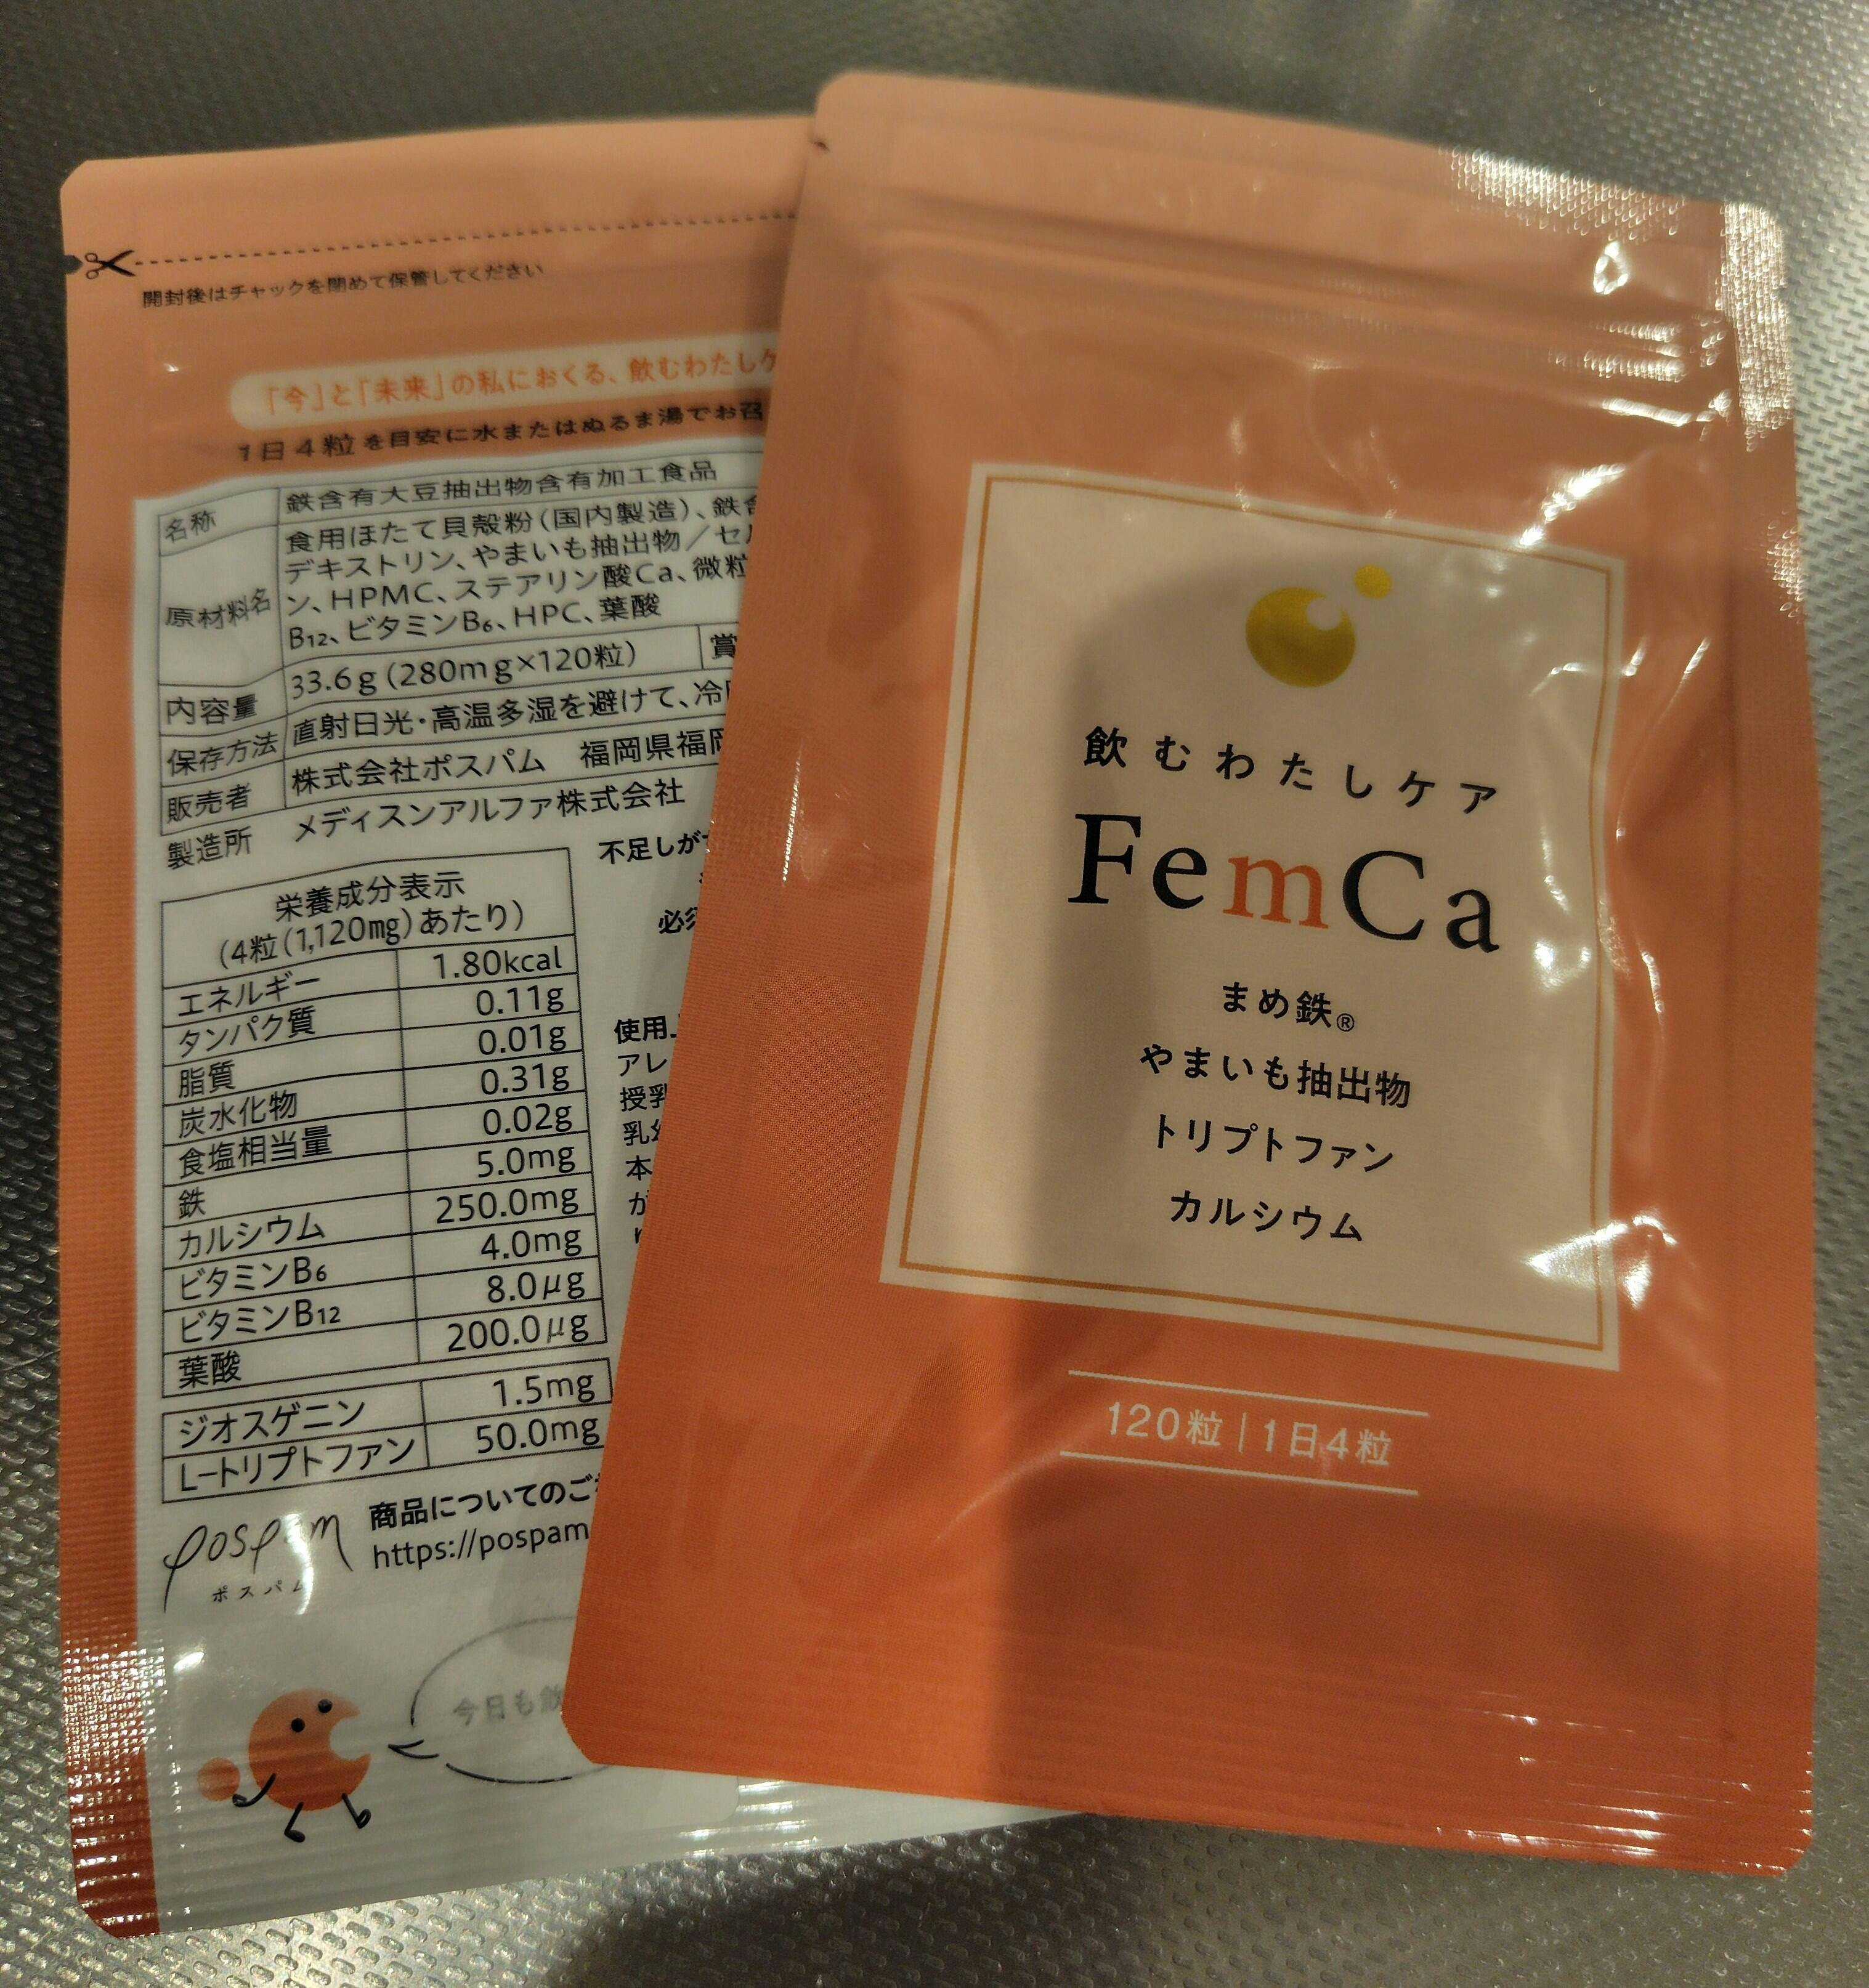 開封後はチャックを閉めて保管してください
「今」と「未来」の私におくる、飲むわたしケ
1日4粒を目安に水またはぬるま湯でお召
名称 鉄含有大豆抽出物含有加工食品
原材料名 食用ほたて貝殻粉(国内製造)、鉄含
デキストリン、やまいも抽出物/セル
ン、HPMC、ステアリン酸Ca、微粒
B12、ビタミンB6、HPC、葉酸
内容量 33.6g(280mg×120粒) 賞
保存方法 直射日光・高温多湿を避けて、冷
販売者 株式会社ポスパム 福岡県福岡
製造所 メディスンアルファ株式会社
不足しが
必須
栄養成分表示
(4粒(1,120mg)あたり)
エネルギー 1.80kcal
タンパク質 0.11g
脂質 0.01g
炭水化物 0.31g
食塩相当量 0.02g
鉄 5.0mg
カルシウム 250.0mg
ビタミンB6 4.0mg
ビタミンB12 8.0μg
葉酸 200.0μg
ジオスゲニン 1.5mg
L-トリプトファン 50.0mg
使用上
アレ
授乳
乳幼
本
が
り
pospam
ポスパム
商品についてのご
https://pospam
今日も飲
飲むわたしケア
FemCa
まめ鉄®
やまいも抽出物
トリプトファン
カルシウム
120粒|1日4粒